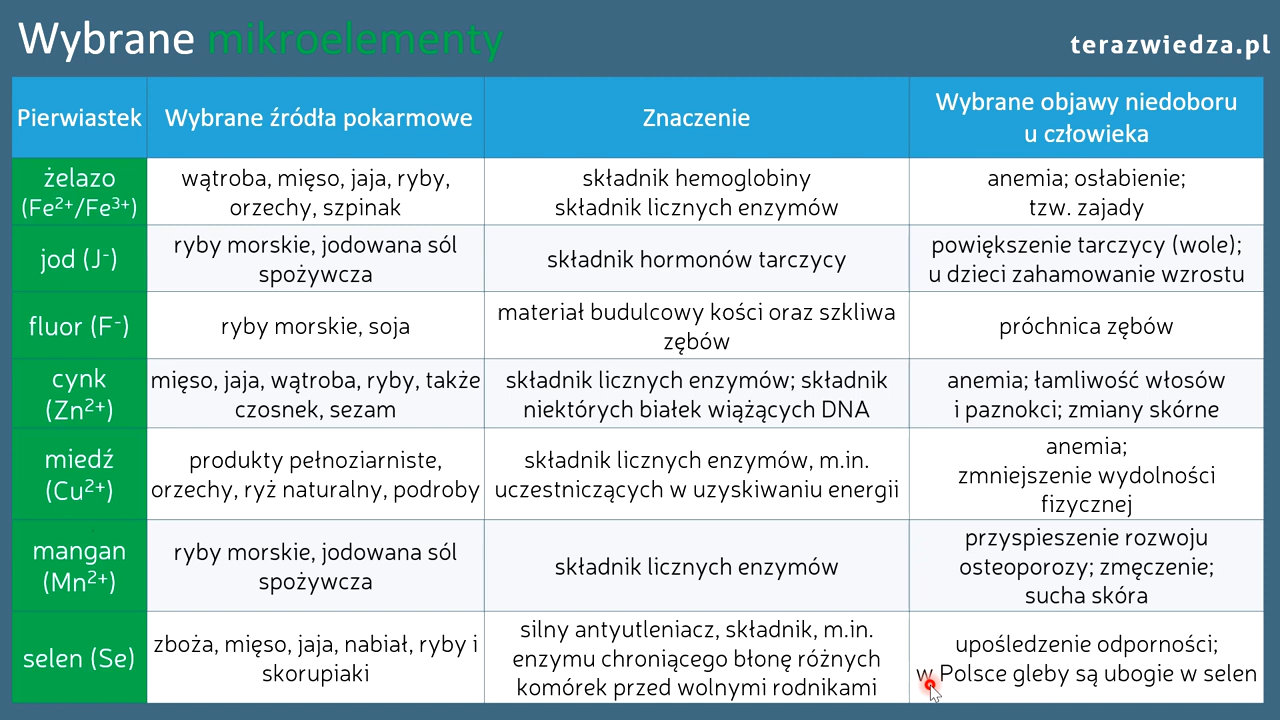 Wybrane mikroelementy
terazwiedza.pl
Pierwiastek
Wybrane źródła pokarmowe
Znaczenie
Wybrane objawy niedoboru
u człowieka
żelazo
(Fe²⁺/Fe³⁺)
wątroba, mięso, jaja, ryby,
orzechy, szpinak
składnik hemoglobiny
składnik licznych enzymów
anemia; osłabienie;
tzw. zajady
jod (J⁻)
ryby morskie, jodowana sól
spożywcza
składnik hormonów tarczycy
powiększenie tarczycy (wole);
u dzieci zahamowanie wzrostu
fluor (F⁻)
ryby morskie, soja
materiał budulcowy kości oraz szkliwa
zębów
próchnica zębów
cynk
(Zn²⁺)
mięso, jaja, wątroba, ryby, także
czosnek, sezam
składnik licznych enzymów; składnik
niektórych białek wiążących DNA
anemia; łamliwość włosów
i paznokci; zmiany skórne
miedź
(Cu²⁺)
produkty pełnoziarniste,
orzechy, ryż naturalny, podroby
składnik licznych enzymów, m.in.
uczestniczących w uzyskiwaniu energii
anemia;
zmniejszenie wydolności
fizycznej
mangan
(Mn²⁺)
ryby morskie, jodowana sól
spożywcza
składnik licznych enzymów
przyspieszenie rozwoju
osteoporozy; zmęczenie;
sucha skóra
selen (Se)
zboża, mięso, jaja, nabiał, ryby i
skorupiaki
silny antyutleniacz, składnik, m.in.
enzymu chroniącego błonę różnych
komórek przed wolnymi rodnikami
upośledzenie odporności;
w Polsce gleby są ubogie w selen